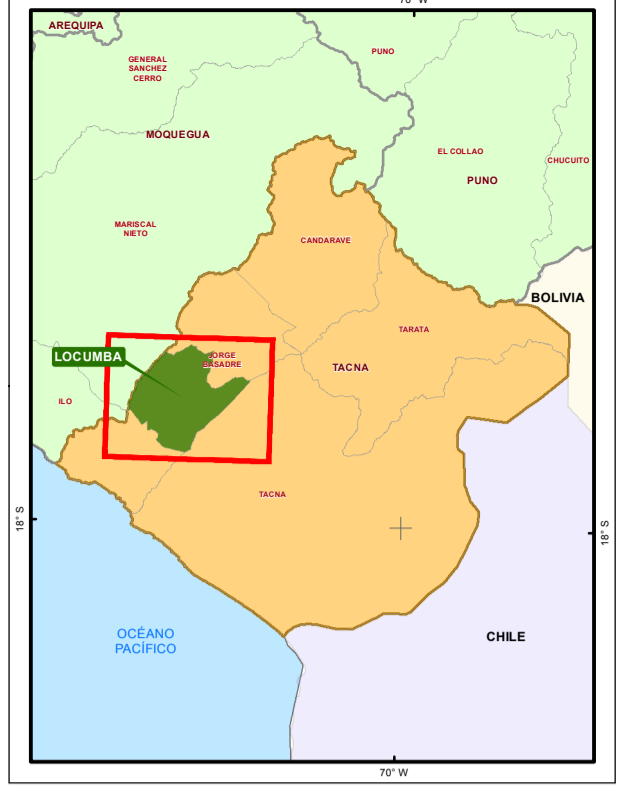 70° W
AREQUIPA
PUNO
GENERAL
SANCHEZ
CERRO
MOQUEGUA
EL COLLAO
CHUCUITO
PUNO
MARISCAL
NIETO
CANDARAVE
BOLIVIA
TARATA
LOCUMBA
JORGE
BASADRE
TACNA
ILO
TACNA
18° S
18° S
OCÉANO
PACÍFICO
CHILE
70° W